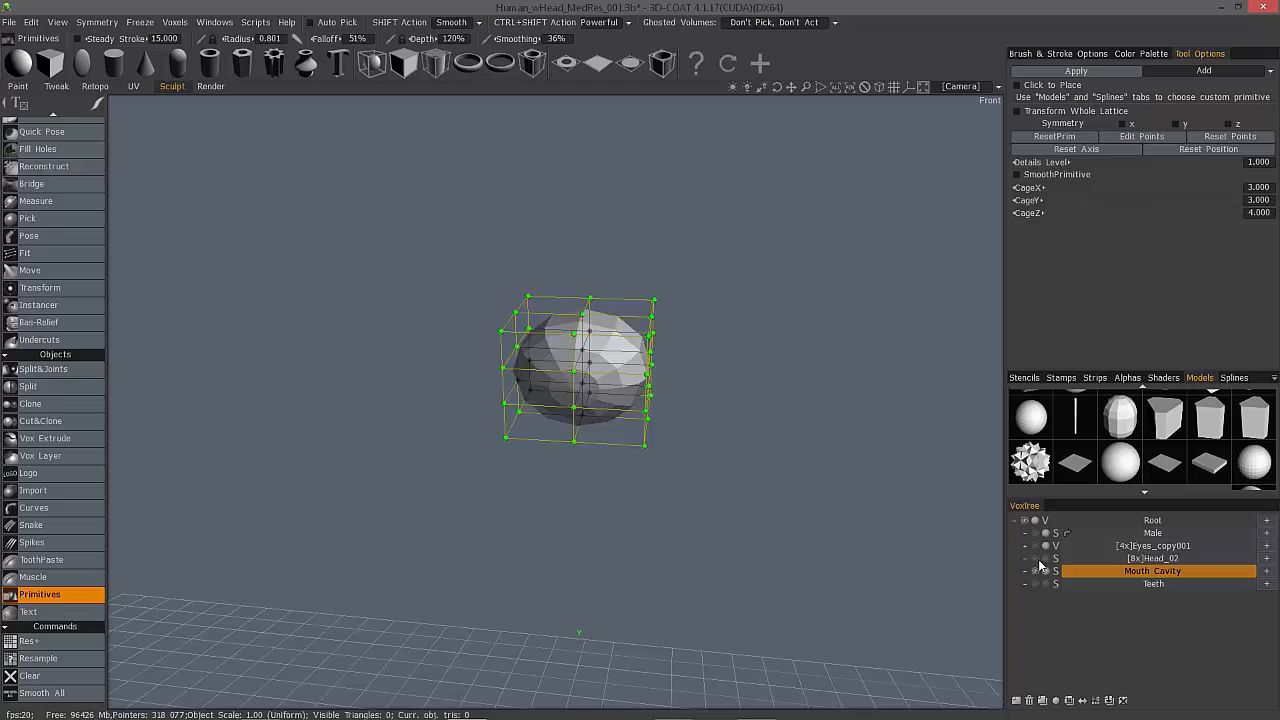 Human_wHead_MedRes_001.3b* - 3D-COAT 4.1.17(CUDA)(DX64)
File Edit View Symmetry Freeze Voxels Windows Scripts Help Auto Pick SHIFT Action Smooth CTRL+SHIFT Action Powerful Ghosted Volumes: Don't Pick, Don't Act
Primitives Steady Stroke 15.000 Radius 0.801 Falloff 51% Depth 120% Smoothing 36%
Brush & Stroke Options Color Palette Tool Options
Apply Add
Paint Tweak Retopo UV Sculpt Render [Camera]
Click to Place
Front
Use "Models" and "Splines" tabs to choose custom primitive
Transform Whole Lattice
Symmetry x y z
ResetPrim Edit Points Reset Points
Reset Axis Reset Position
Details Level 1.000
SmoothPrimitive
CageX 3.000
CageY 3.000
CageZ 4.000
Quick Pose
Fill Holes
Reconstruct
Bridge
Measure
Pick
Pose
Fit
Move
Transform
Instancer
Bas-Relief
Undercuts
Objects
Split&Joints
Split
Clone
Cut&Clone
Vox Extrude
Vox Layer
LOGO Logo
Import
Curves
Snake
Spikes
ToothPaste
Muscle
Primitives
Text
Commands
Res+
Resample
Clear
Smooth All
Stencils Stamps Strips Alphas Shaders Models Splines
VoxTree
V Root
S Male
V [4x]Eyes_copy001
S [8x]Head_02
S Mouth Cavity
S Teeth
Y
fps:20; Free: 96426 Mb,Pointers: 318 077;Object Scale: 1.00 (Uniform); Visible Triangles: 0; Curr. obj. tris: 0